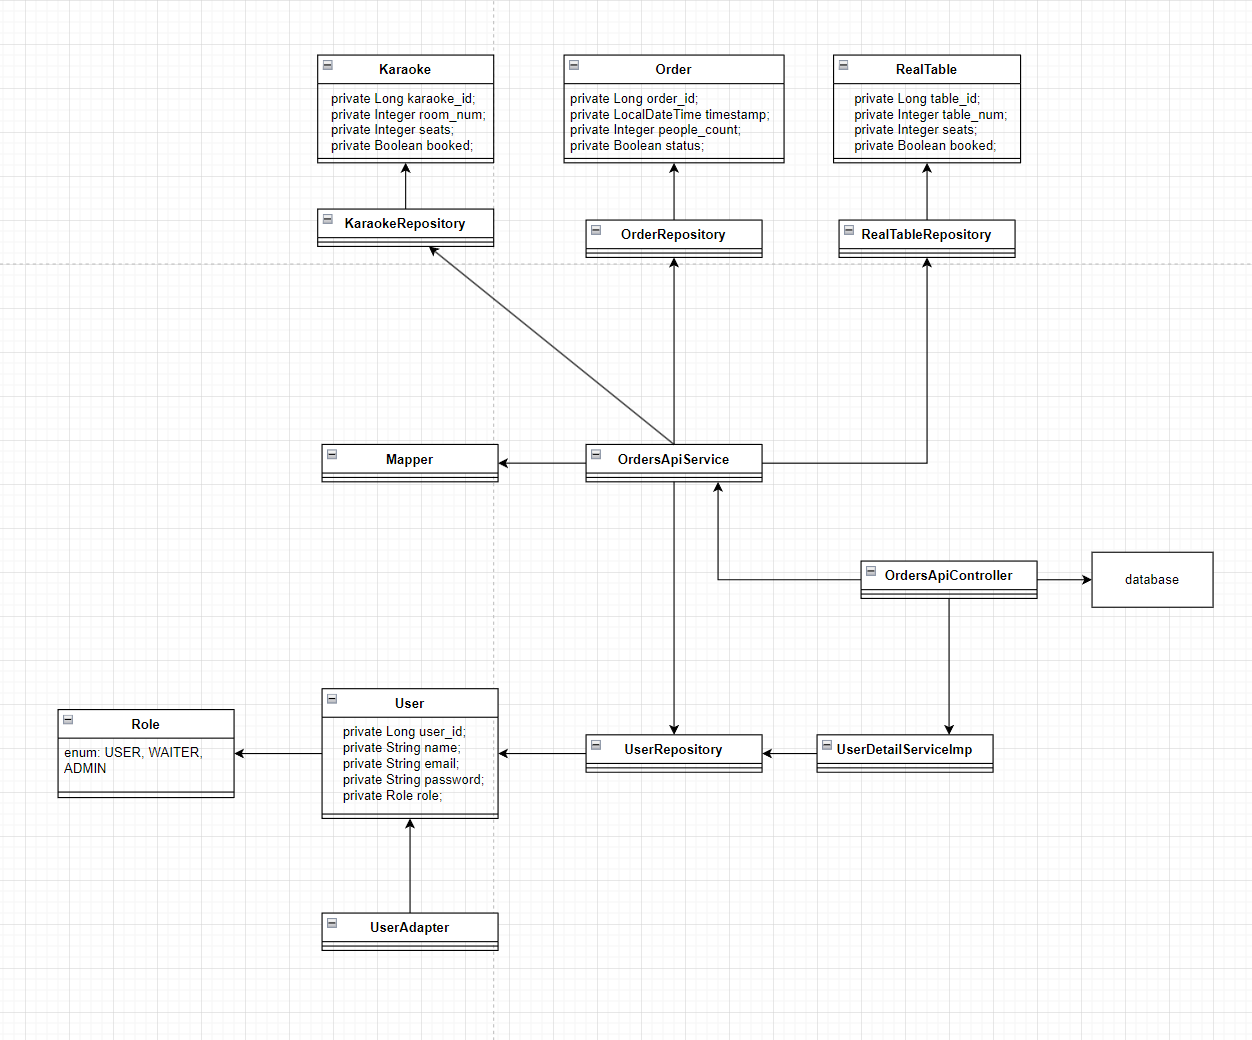 Karaoke
private Long karaoke_id;
private Integer room_num;
private Integer seats;
private Boolean booked;
Order
private Long order_id;
private LocalDateTime timestamp;
private Integer people_count;
private Boolean status;
RealTable
private Long table_id;
private Integer table_num;
private Integer seats;
private Boolean booked;
KaraokeRepository
OrderRepository
RealTableRepository
Mapper
OrdersApiService
OrdersApiController
database
Role
enum: USER, WAITER,
ADMIN
User
private Long user_id;
private String name;
private String email;
private String password;
private Role role;
UserRepository
UserDetailServiceImp
UserAdapter